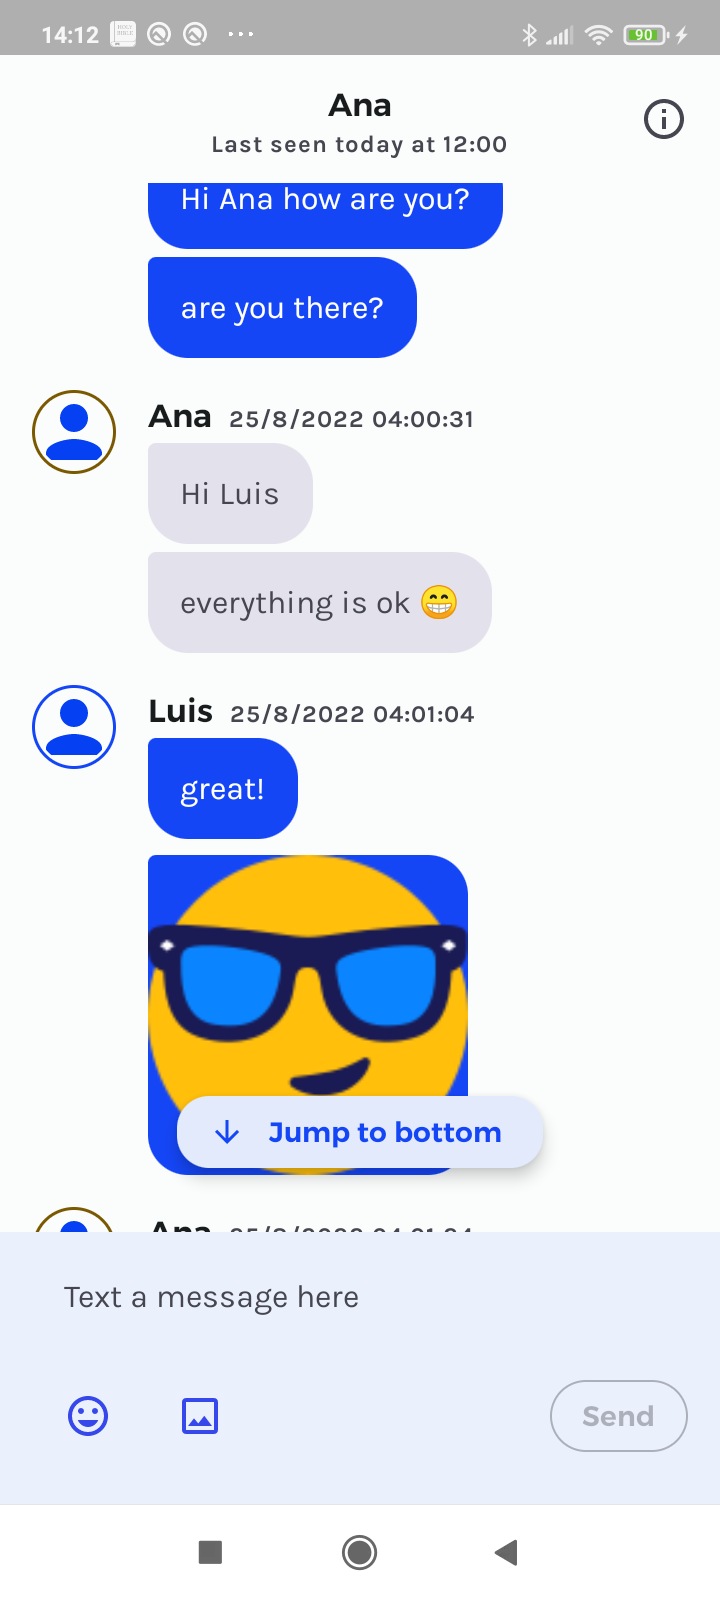 14:12
90
Ana
Last seen today at 12:00
Hi Ana how are you?
are you there?
Ana 25/8/2022 04:00:31
Hi Luis
everything is ok 😁
Luis 25/8/2022 04:01:04
great!
Jump to bottom
Ana
Text a message here
Send